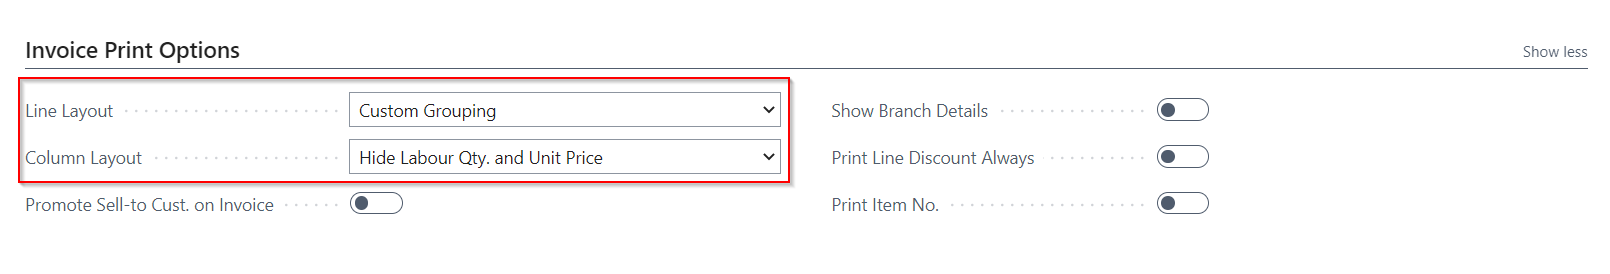 Invoice Print Options
Show less
Line Layout
Custom Grouping
Show Branch Details
Column Layout
Hide Labour Qty. and Unit Price
Print Line Discount Always
Promote Sell-to Cust. on Invoice
Print Item No.